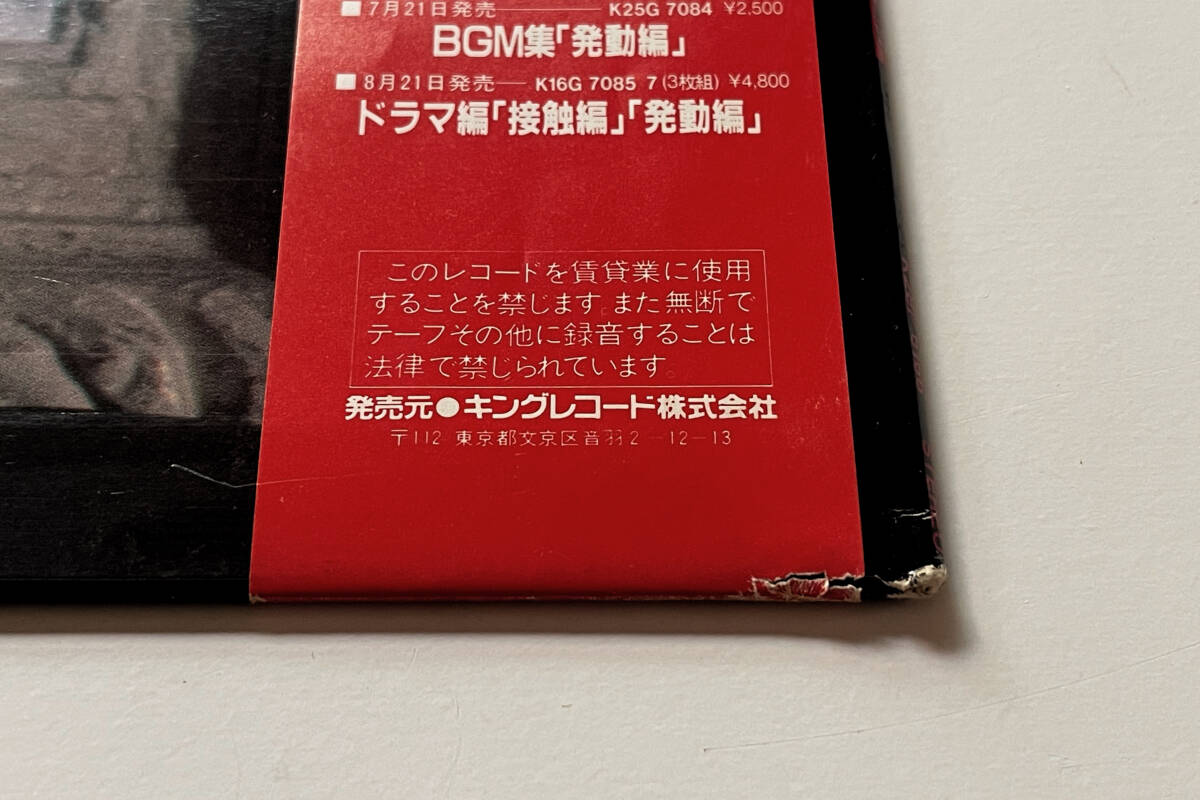 ■7月21日発売——K25G 7084 ¥2,500
BGM集「発動編」
■8月21日発売—K16G 7085 7 (3枚組) ¥4,800
ドラマ編「接触編」「発動編」
このレコードを賃貸業に使用
することを禁じます。また無断で
テープその他に録音することは
法律で禁じられています。
発売元●キングレコード株式会社
〒112 東京都文京区音羽2-12-13